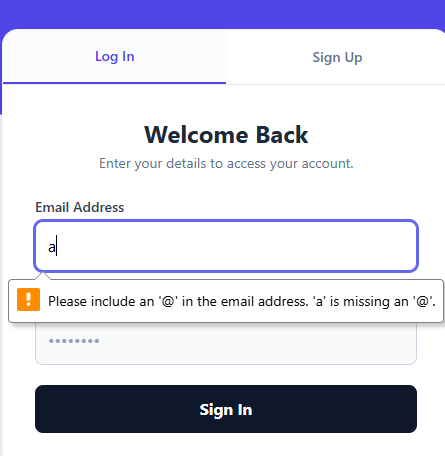 Log In
Sign Up
Welcome Back
Enter your details to access your account.
Email Address
a
Please include an '@' in the email address. 'a' is missing an '@'.
••••••••
Sign In